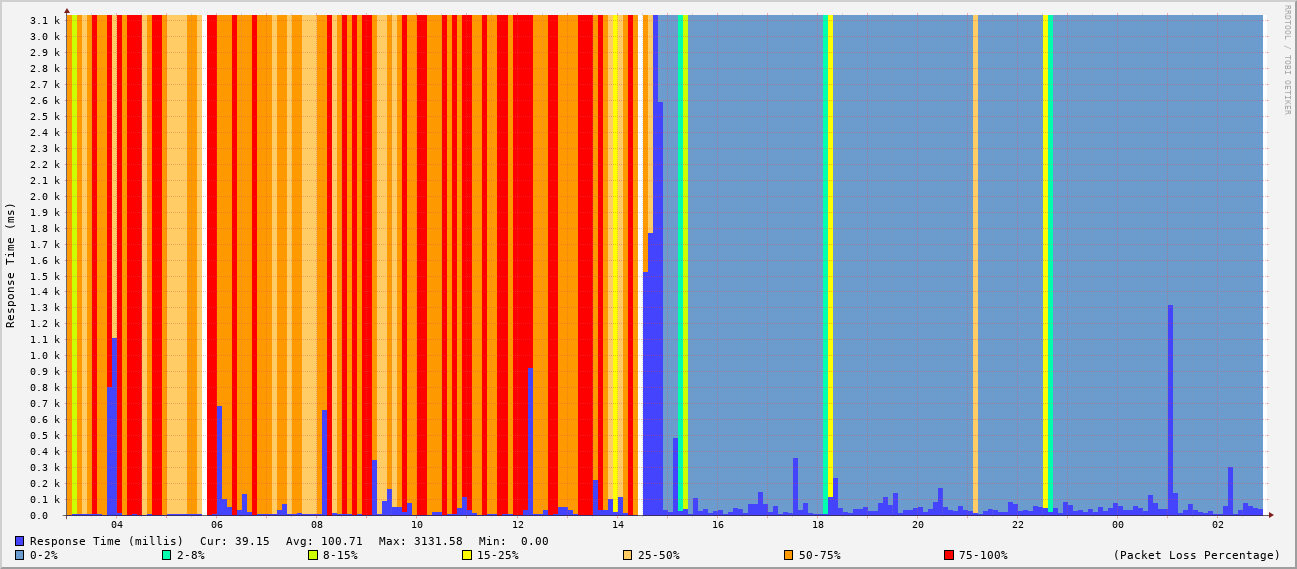 3.1 k
3.0 k
2.9 k
2.8 k
2.7 k
2.6 k
2.5 k
2.4 k
2.3 k
2.2 k
2.1 k
2.0 k
1.9 k
1.8 k
1.7 k
1.6 k
1.5 k
1.4 k
1.3 k
1.2 k
1.1 k
1.0 k
0.9 k
0.8 k
0.7 k
0.6 k
0.5 k
0.4 k
0.3 k
0.2 k
0.1 k
0.0
Response Time (ms)
RRDTOOL / TOBI OETIKER
04 06 08 10 12 14 16 18 20 22 00 02
Response Time (millis) Cur: 39.15 Avg: 100.71 Max: 3131.58 Min: 0.00
0-2% 2-8% 8-15% 15-25% 25-50% 50-75% 75-100% (Packet Loss Percentage)